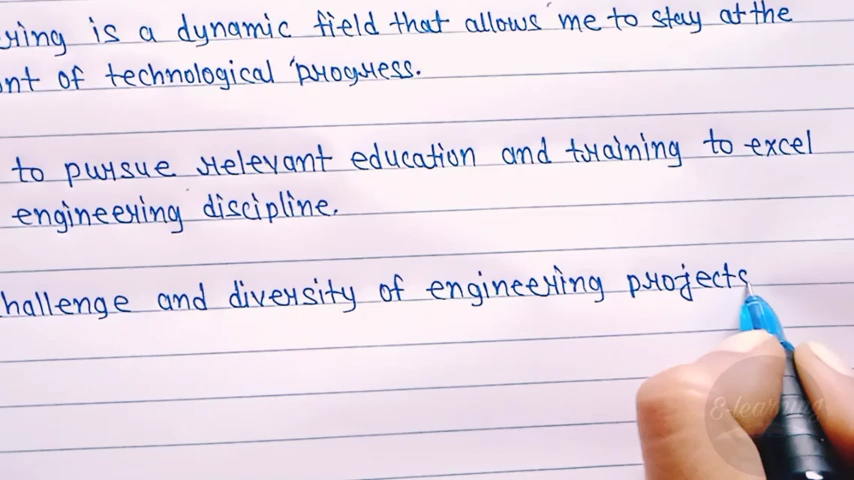 ring is a dynamic field that allows me to stay at the
nt of technological progress.
to pursue relevant education and training to excel
engineering discipline.
hallenge and diversity of engineering projects
E-learning